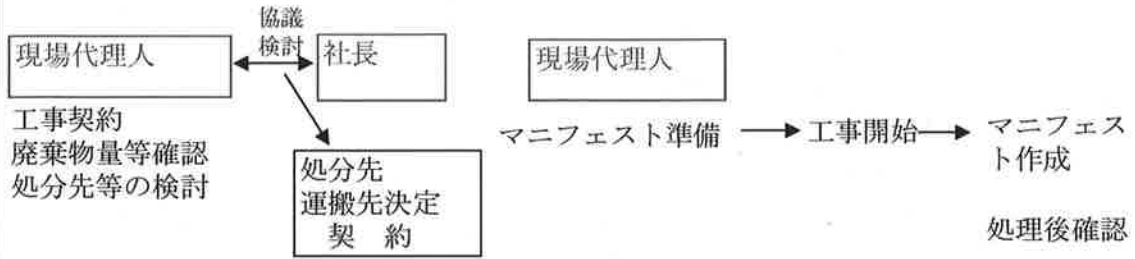 協議
検討
現場代理人
社長
現場代理人
工事契約
廃棄物量等確認
処分先等の検討
処分先
運搬先決定
契 約
マニフェスト準備
工事開始
マニフェス
ト作成
処理後確認